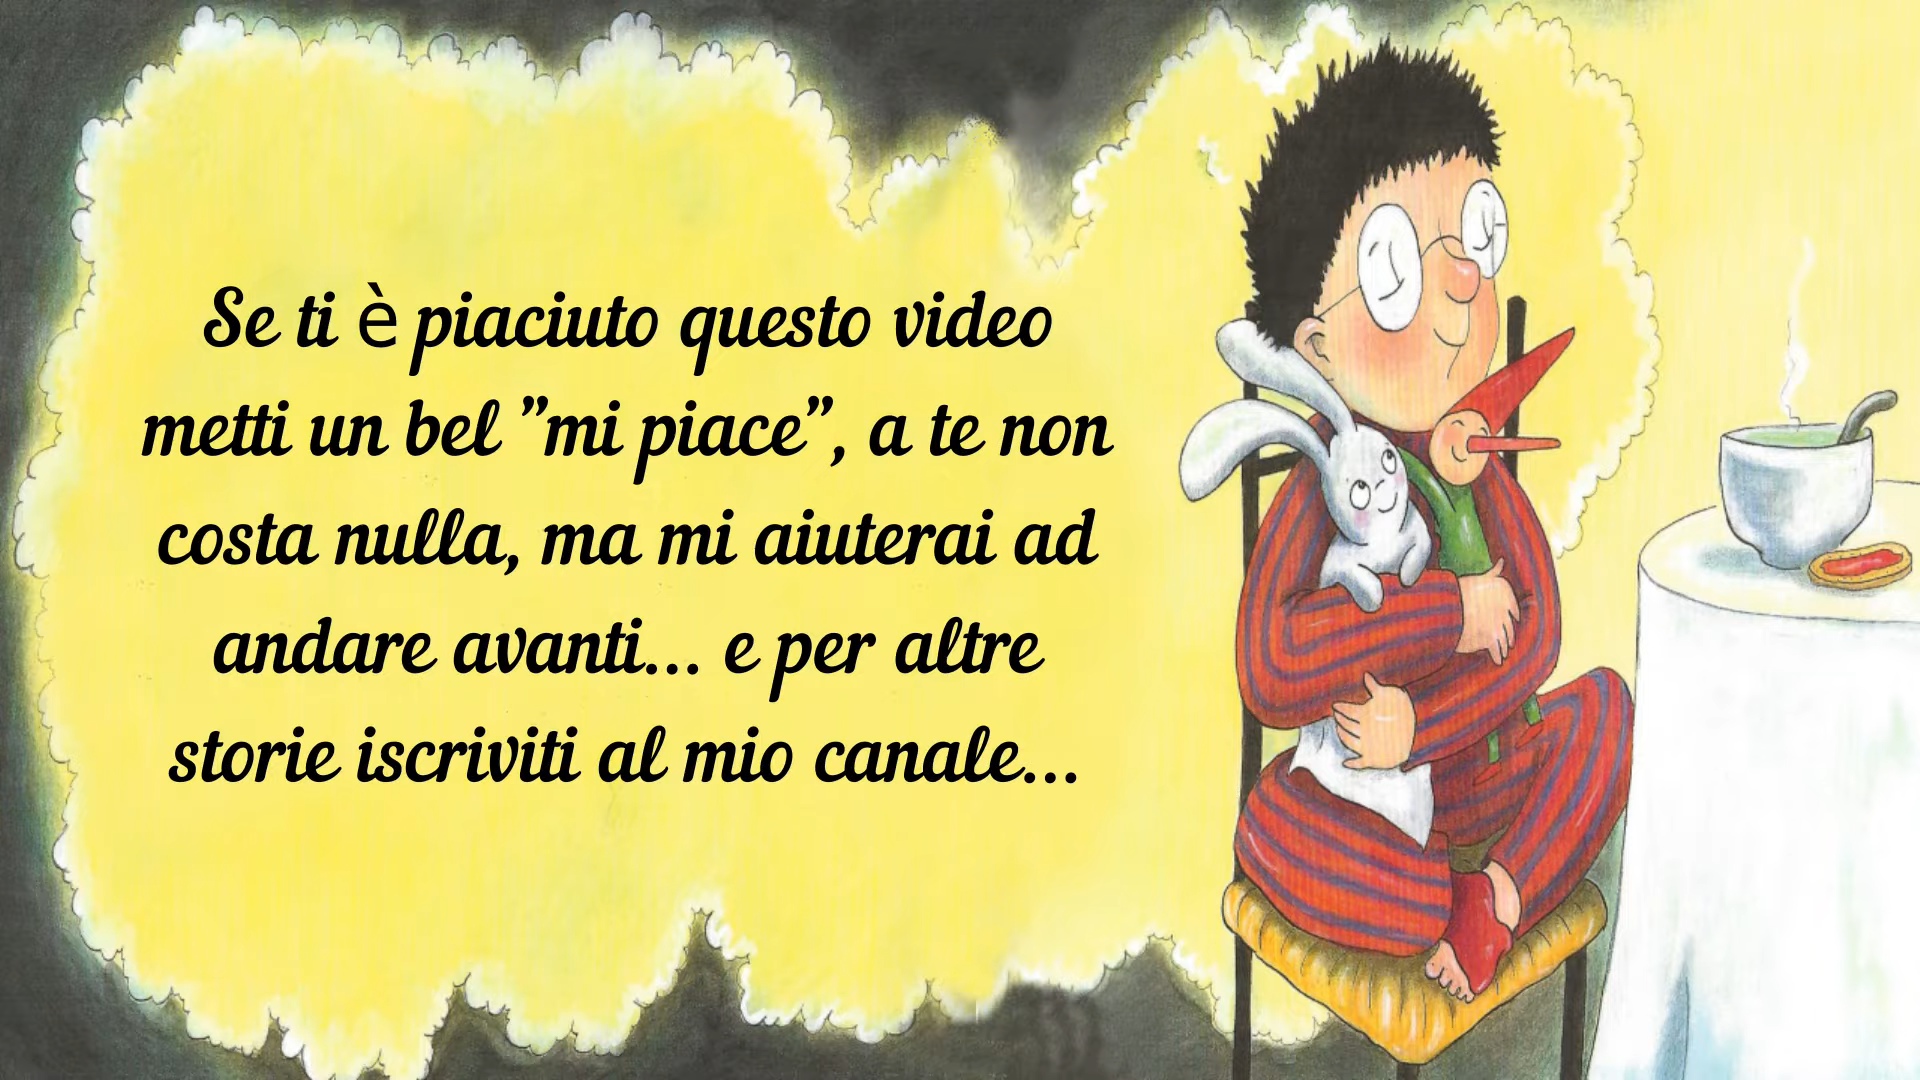 Se ti è piaciuto questo video
metti un bel ”mi piace”, a te non
costa nulla, ma mi aiuterai ad
andare avanti... e per altre
storie iscriviti al mio canale...